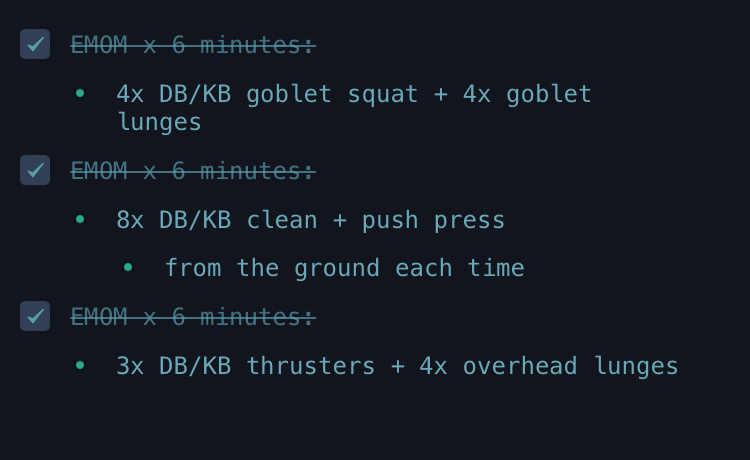 EMOM x 6 minutes:
4x DB/KB goblet squat + 4x goblet
lunges
EMOM x 6 minutes:
8x DB/KB clean + push press
from the ground each time
EMOM x 6 minutes:
3x DB/KB thrusters + 4x overhead lunges